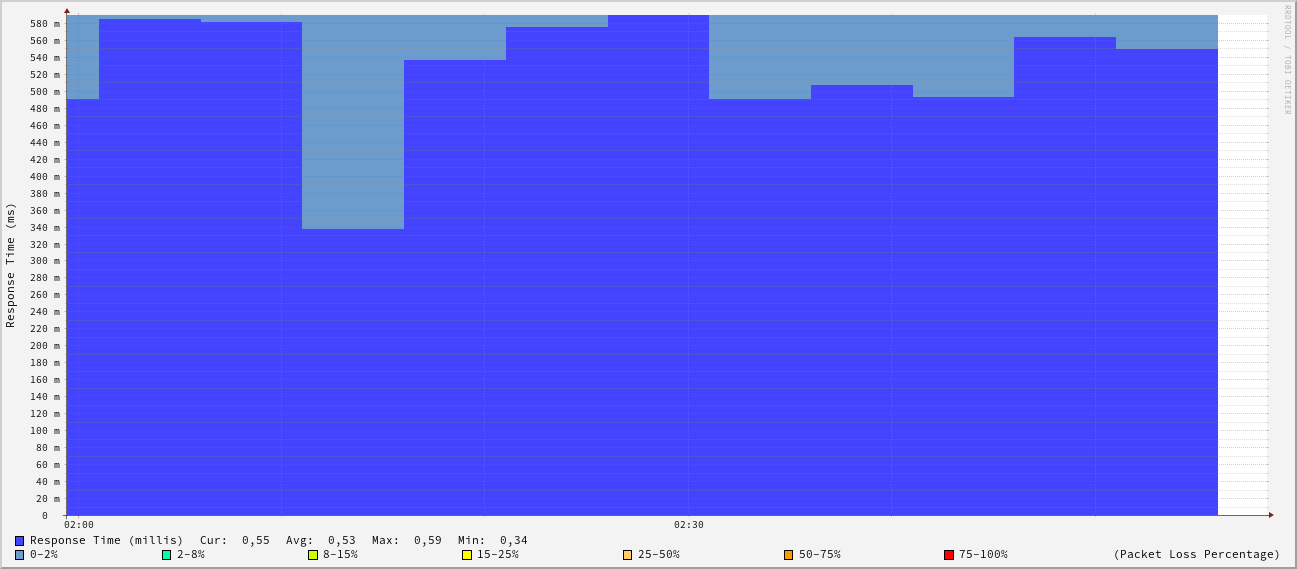 RRDTOOL / TOBI OETIKER
Response Time (ms)
580 m
560 m
540 m
520 m
500 m
480 m
460 m
440 m
420 m
400 m
380 m
360 m
340 m
320 m
300 m
280 m
260 m
240 m
220 m
200 m
180 m
160 m
140 m
120 m
100 m
80 m
60 m
40 m
20 m
0
02:00 02:30
Response Time (millis) Cur: 0,55 Avg: 0,53 Max: 0,59 Min: 0,34
0-2% 2-8% 8-15% 15-25% 25-50% 50-75% 75-100% (Packet Loss Percentage)